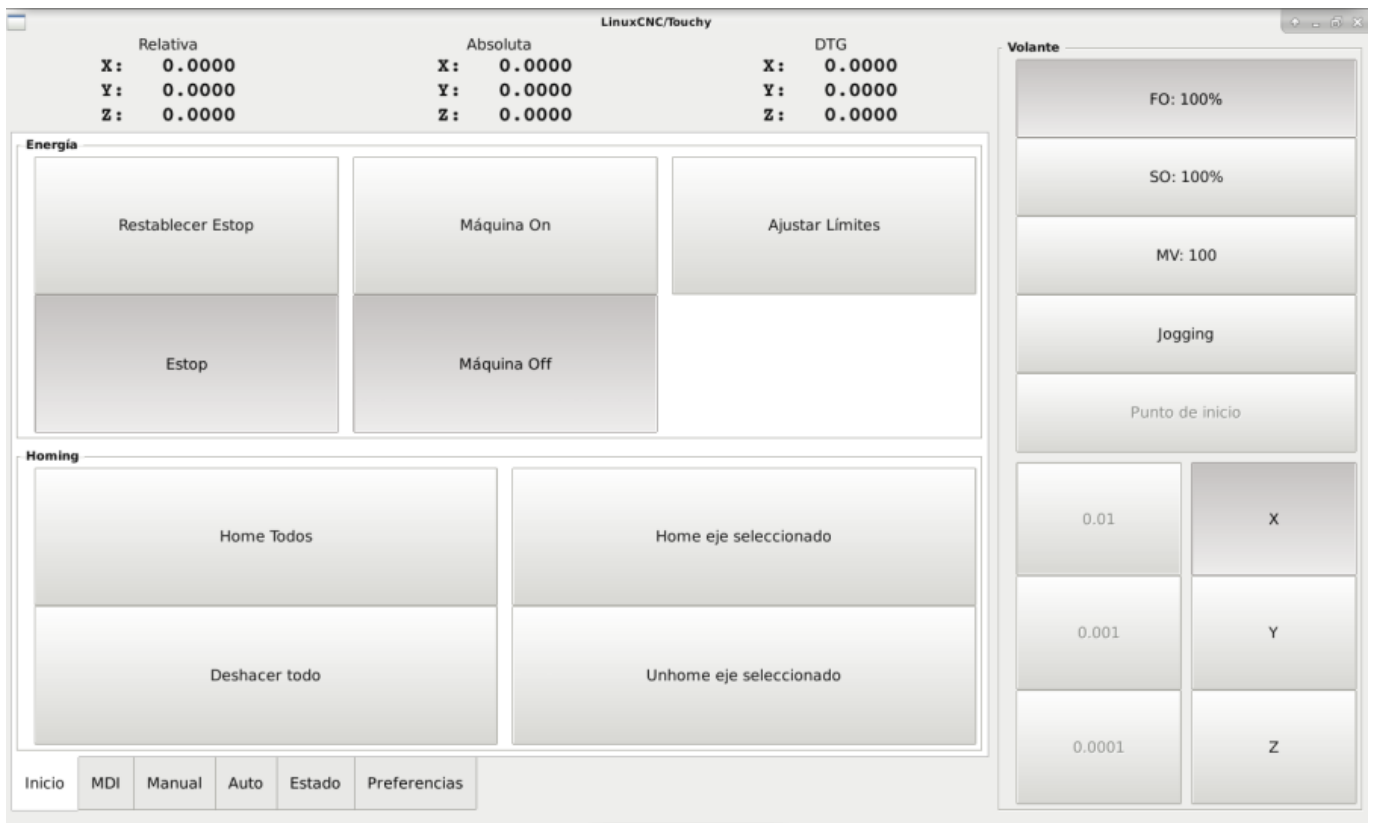 LinuxCNC/Touchy
Relativa Absoluta DTG
X: 0.0000 X: 0.0000 X: 0.0000
Y: 0.0000 Y: 0.0000 Y: 0.0000
Z: 0.0000 Z: 0.0000 Z: 0.0000
Energía
Restablecer Estop Máquina On Ajustar Límites
Estop Máquina Off
Homing
Home Todos Home eje seleccionado
Deshacer todo Unhome eje seleccionado
Inicio MDI Manual Auto Estado Preferencias
Volante
FO: 100%
SO: 100%
MV: 100
Jogging
Punto de inicio
0.01 X
0.001 Y
0.0001 Z